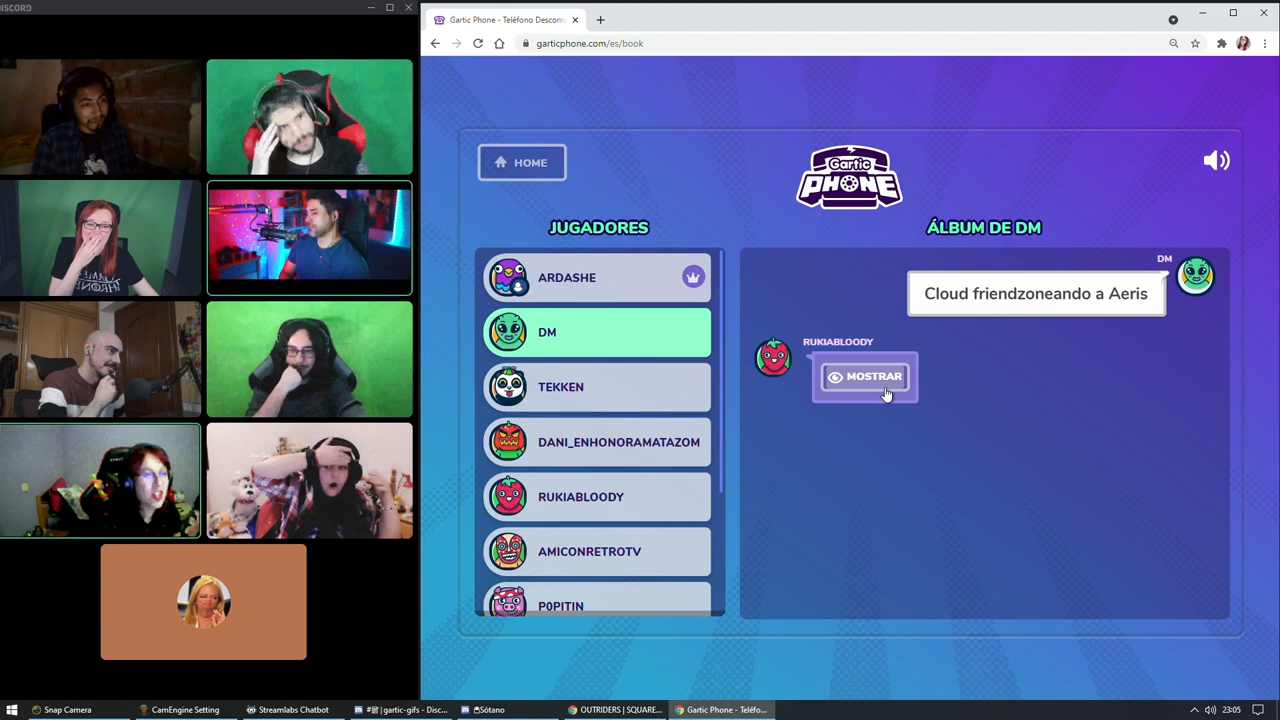 DISCORD
Gartic Phone - Teléfono Descom
garticphone.com/es/book
HOME
Gartic
PHONE
JUGADORES
ARDASHE
DM
TEKKEN
DANI_ENHONORAMATAZOM
RUKIABLOODY
AMICONRETROTV
P0PITIN
ÁLBUM DE DM
DM
Cloud friendzoneando a Aeris
RUKIABLOODY
MOSTRAR
Snap Camera
CamEngine Setting
Streamlabs Chatbot
gartic-gifs - Disc...
Sótano
OUTRIDERS | SQUARE...
Gartic Phone - Teléfo...
23:05